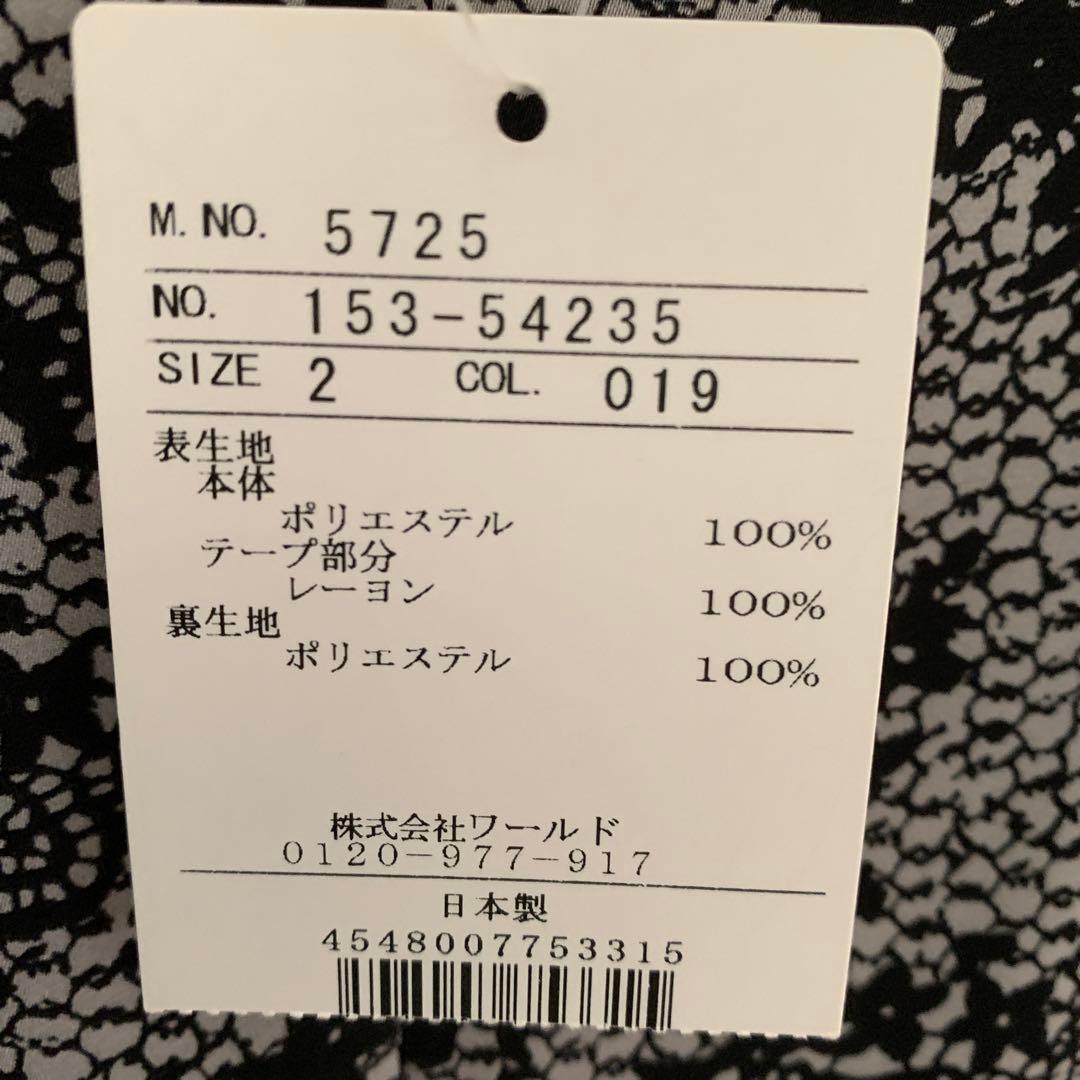 M. NO. 5725
NO. 153-54235
SIZE 2 COL. 019
表生地
本体
ポリエステル 100%
テープ部分
レーヨン 100%
裏生地
ポリエステル 100%
株式会社ワールド
0120-977-917
日本製
4548007753315